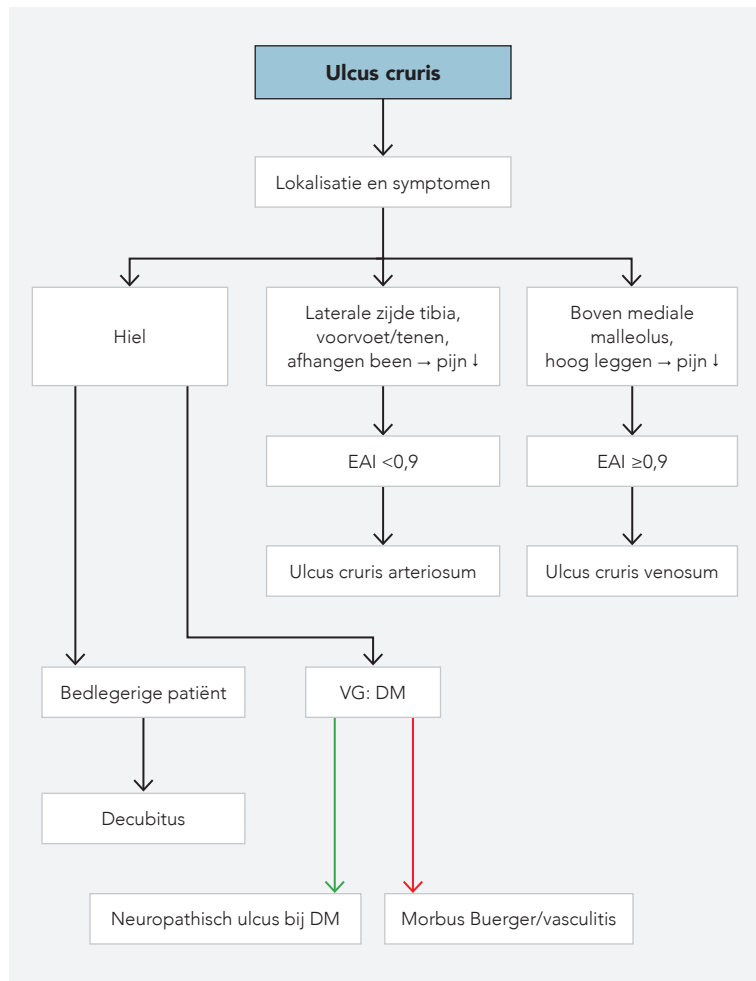 Ulcus cruris
Lokalisatie en symptomen
Hiel
Laterale zijde tibia,
voorvoet/tenen,
afhangen been → pijn ↓
Boven mediale
malleolus,
hoog leggen → pijn ↓
EAI <0,9
EAI ≥0,9
Ulcus cruris arteriosum
Ulcus cruris venosum
Bedlegerige patiënt
VG: DM
Decubitus
Neuropathisch ulcus bij DM
Morbus Buerger/vasculitis